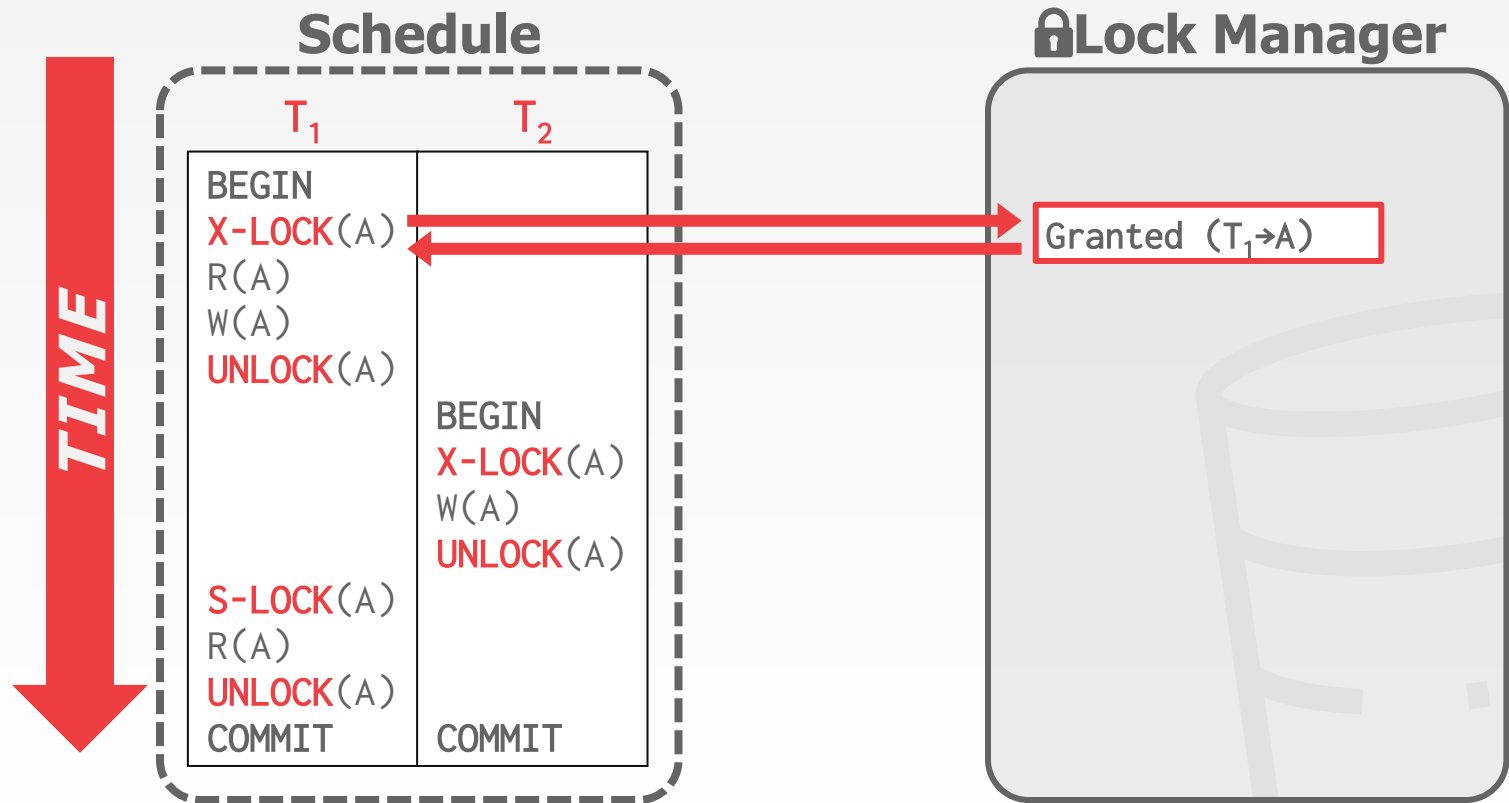 Schedule
Lock Manager
TIME
T1 T2
BEGIN
X-LOCK(A)
Granted (T1→A)
R(A)
W(A)
UNLOCK(A)
BEGIN
X-LOCK(A)
W(A)
UNLOCK(A)
S-LOCK(A)
R(A)
UNLOCK(A)
COMMIT COMMIT